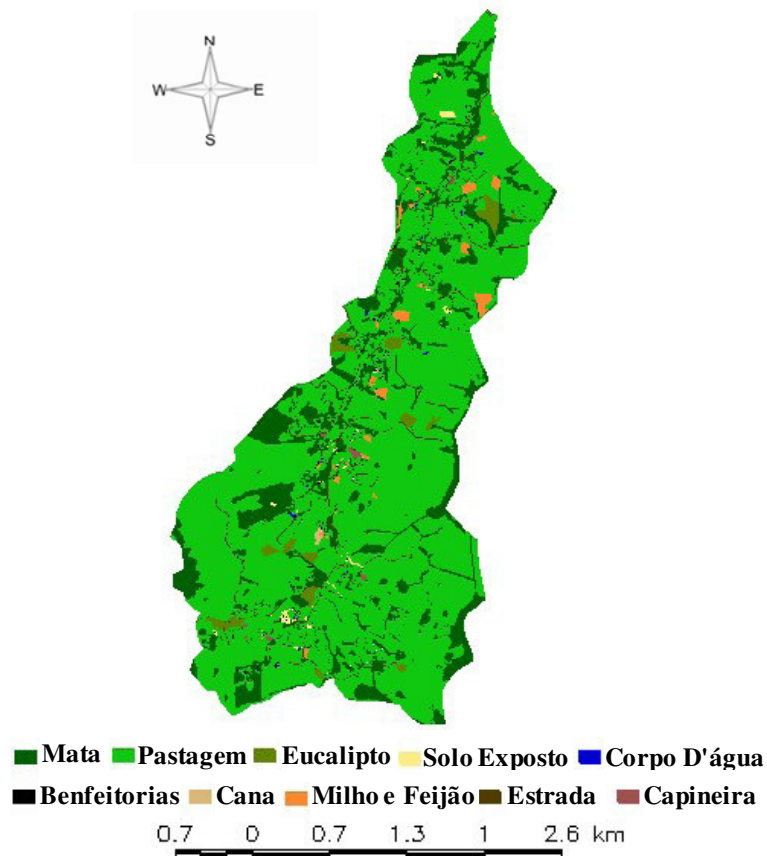 N
W E
S
Mata Pastagem Eucalipto Solo Exposto Corpo D'água
Benfeitorias Cana Milho e Feijão Estrada Capineira
0.7 0 0.7 1.3 1 2.6 km